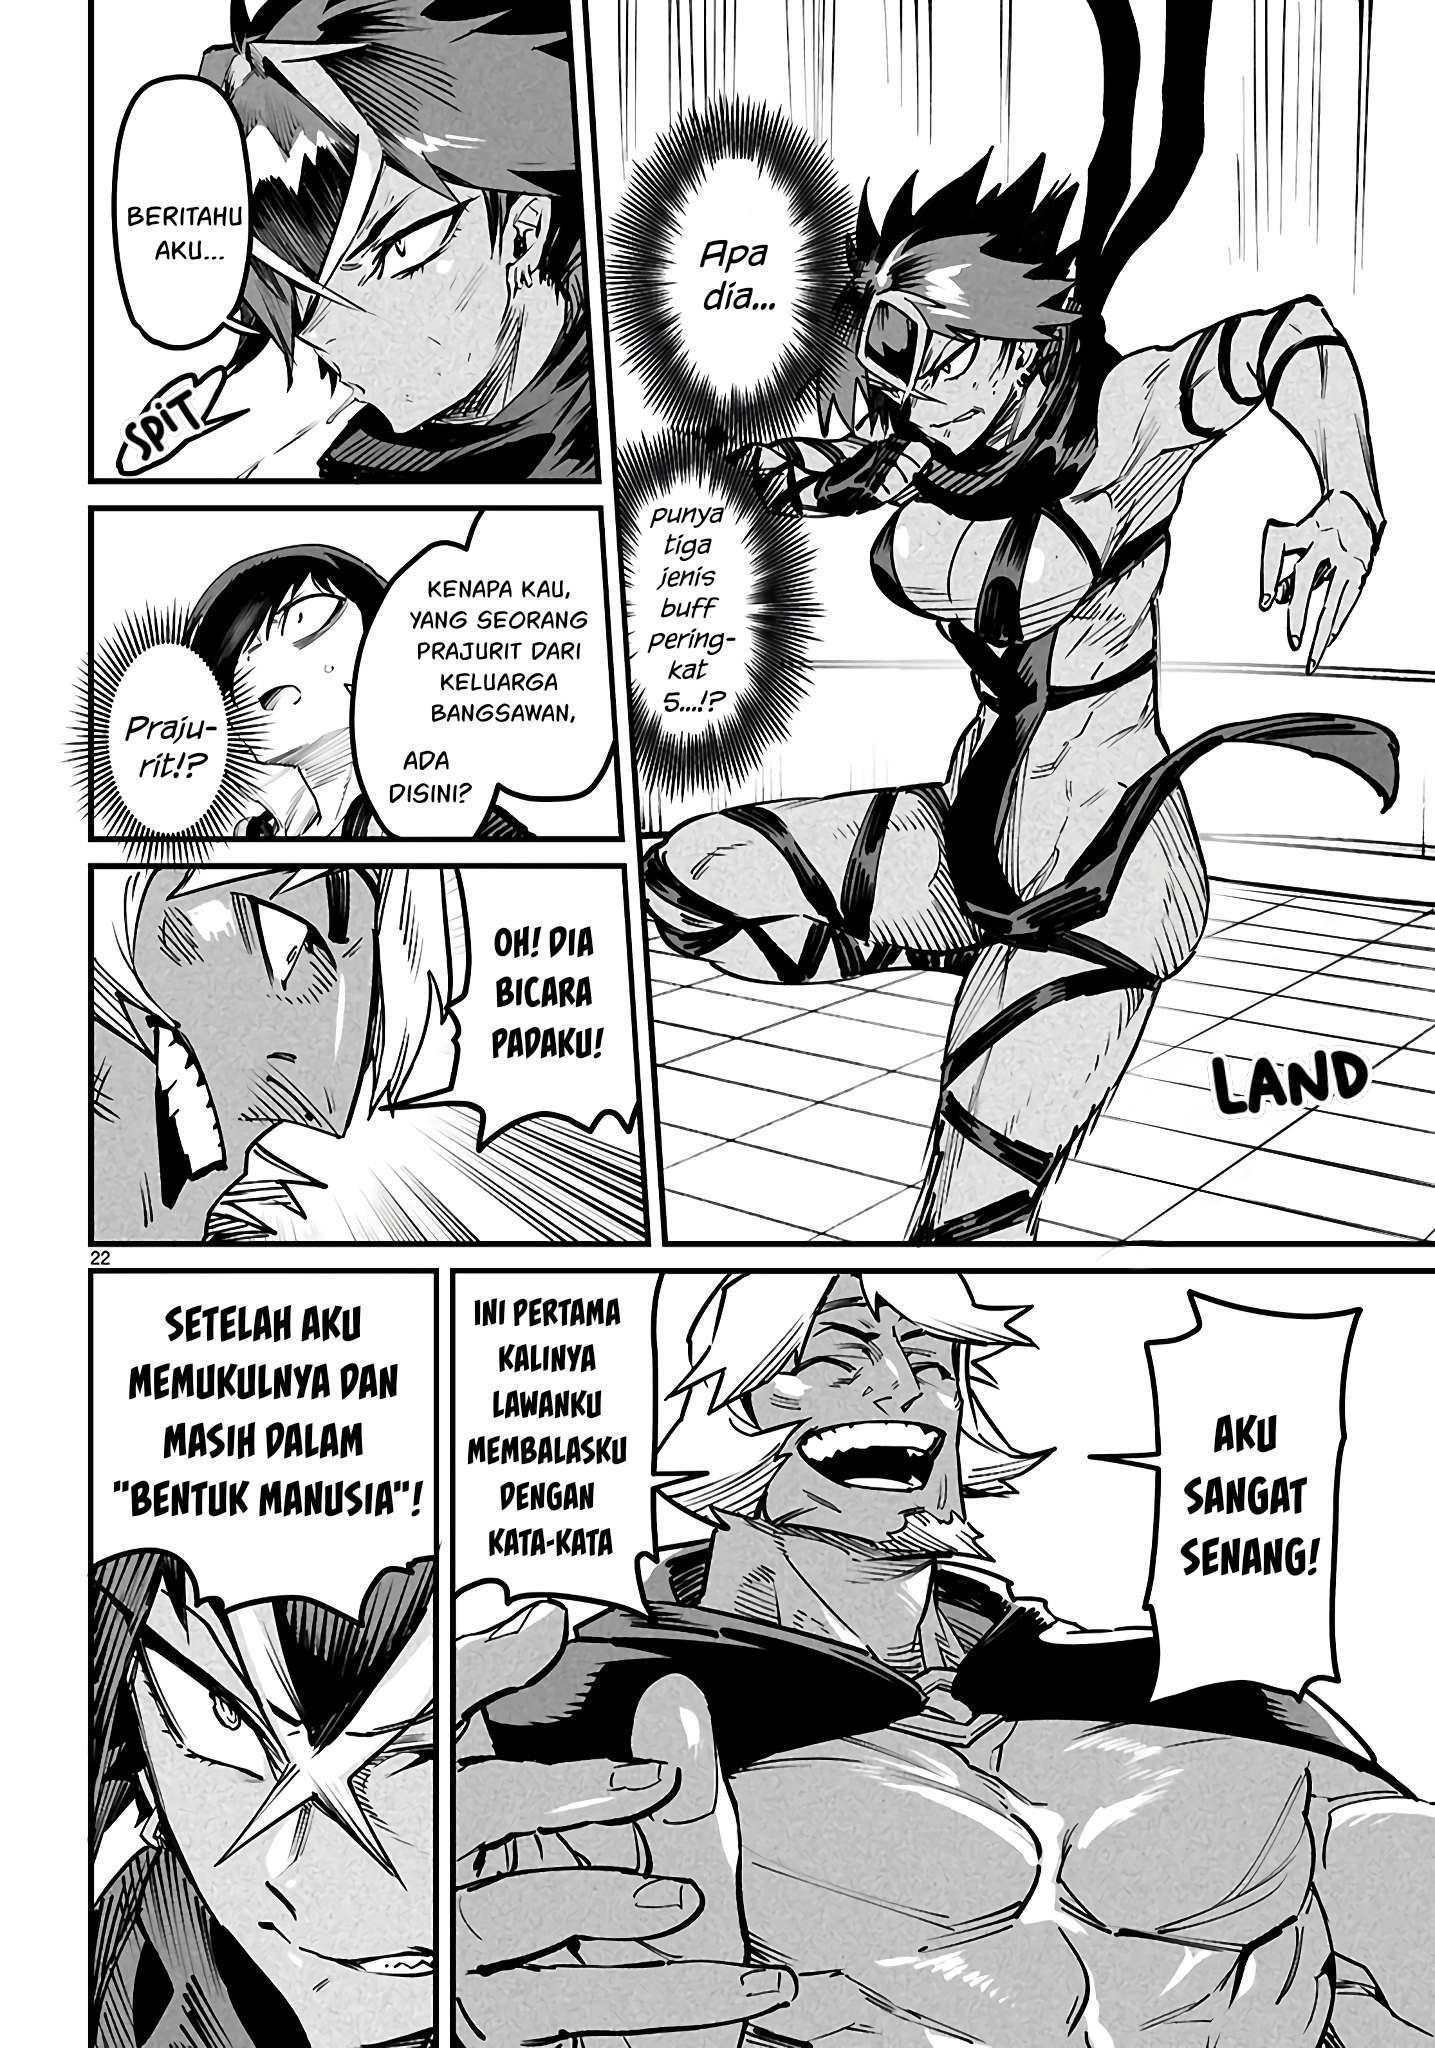 Apa
dia...
punya
tiga
jenis
buff
pering-
kat
5...!?
LAND
BERITAHU
AKU...
SPIT
KENAPA KAU,
YANG SEORANG
PRAJURIT DARI
KELUARGA
BANGSAWAN,
ADA
DISINI?
Praju-
rit!?
OH! DIA
BICARA
PADAKU!
22
AKU
SANGAT
SENANG!
INI PERTAMA
KALINYA
LAWANKU
MEMBALASKU
DENGAN
KATA-KATA
SETELAH AKU
MEMUKULNYA DAN
MASIH DALAM
"BENTUK MANUSIA"!